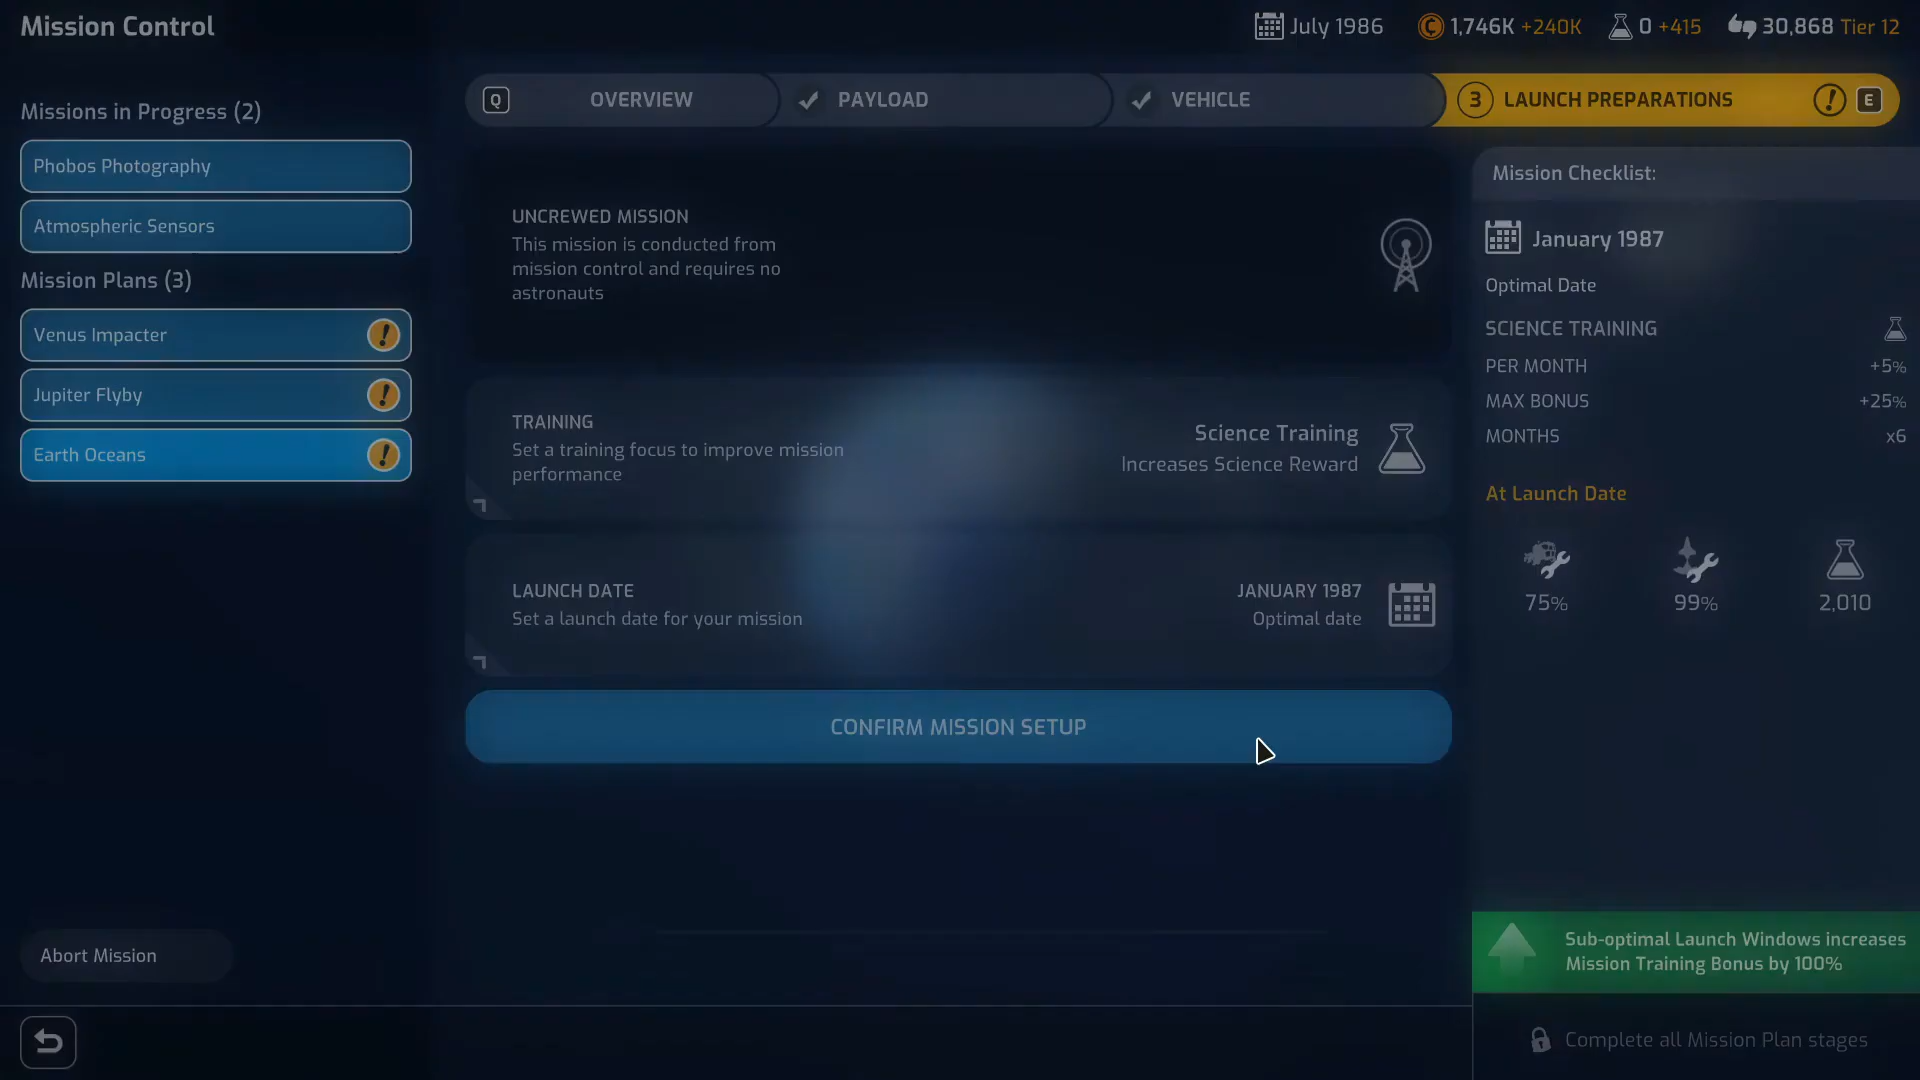 Mission Control
July 1986
1,746K +240K
0 +415
30,868 Tier 12
Missions in Progress (2)
Phobos Photography
Atmospheric Sensors
Mission Plans (3)
Venus Impacter
Jupiter Flyby
Earth Oceans
Abort Mission
Q
OVERVIEW
PAYLOAD
VEHICLE
3 LAUNCH PREPARATIONS
E
UNCREWED MISSION
This mission is conducted from
mission control and requires no
astronauts
TRAINING
Set a training focus to improve mission
performance
Science Training
Increases Science Reward
LAUNCH DATE
Set a launch date for your mission
JANUARY 1987
Optimal date
CONFIRM MISSION SETUP
Mission Checklist:
January 1987
Optimal Date
SCIENCE TRAINING
PER MONTH +5%
MAX BONUS +25%
MONTHS x6
At Launch Date
75% 99% 2,010
Sub-optimal Launch Windows increases
Mission Training Bonus by 100%
Complete all Mission Plan stages